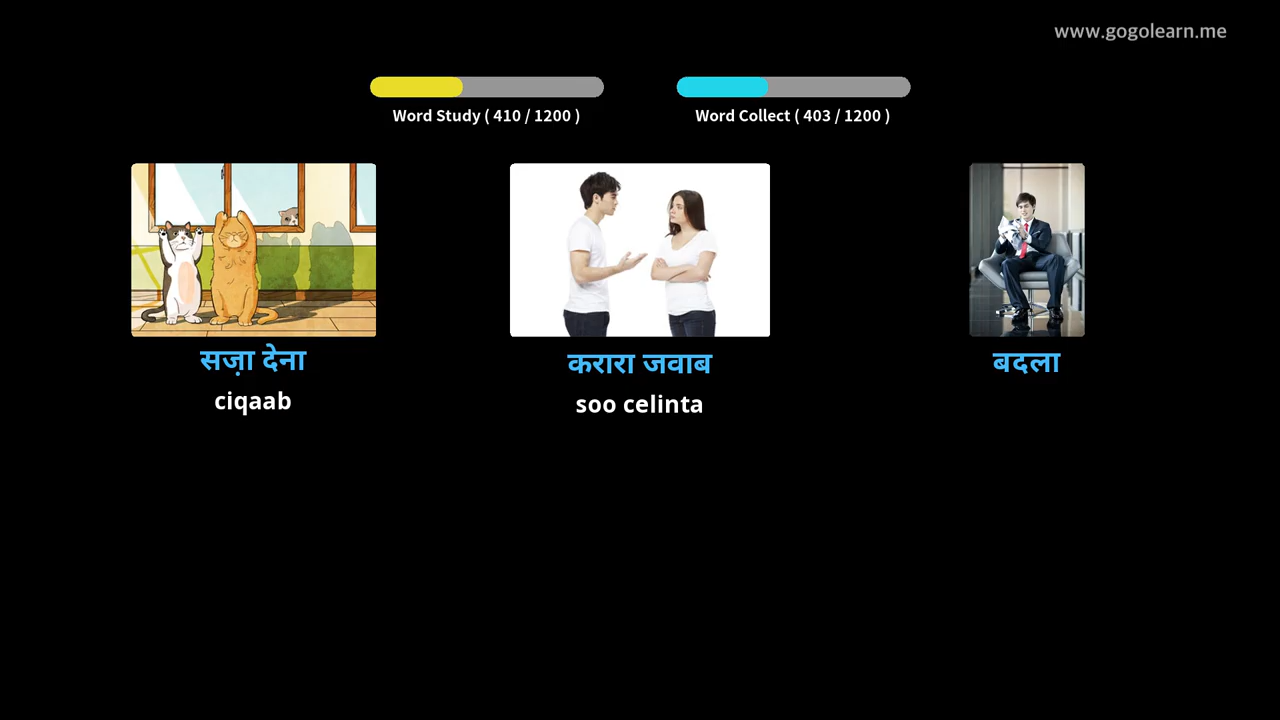 www.gogolearn.me
Word Study ( 410 / 1200 )
Word Collect ( 403 / 1200 )
सज़ा देना
ciqaab
करारा जवाब
soo celinta
बदला